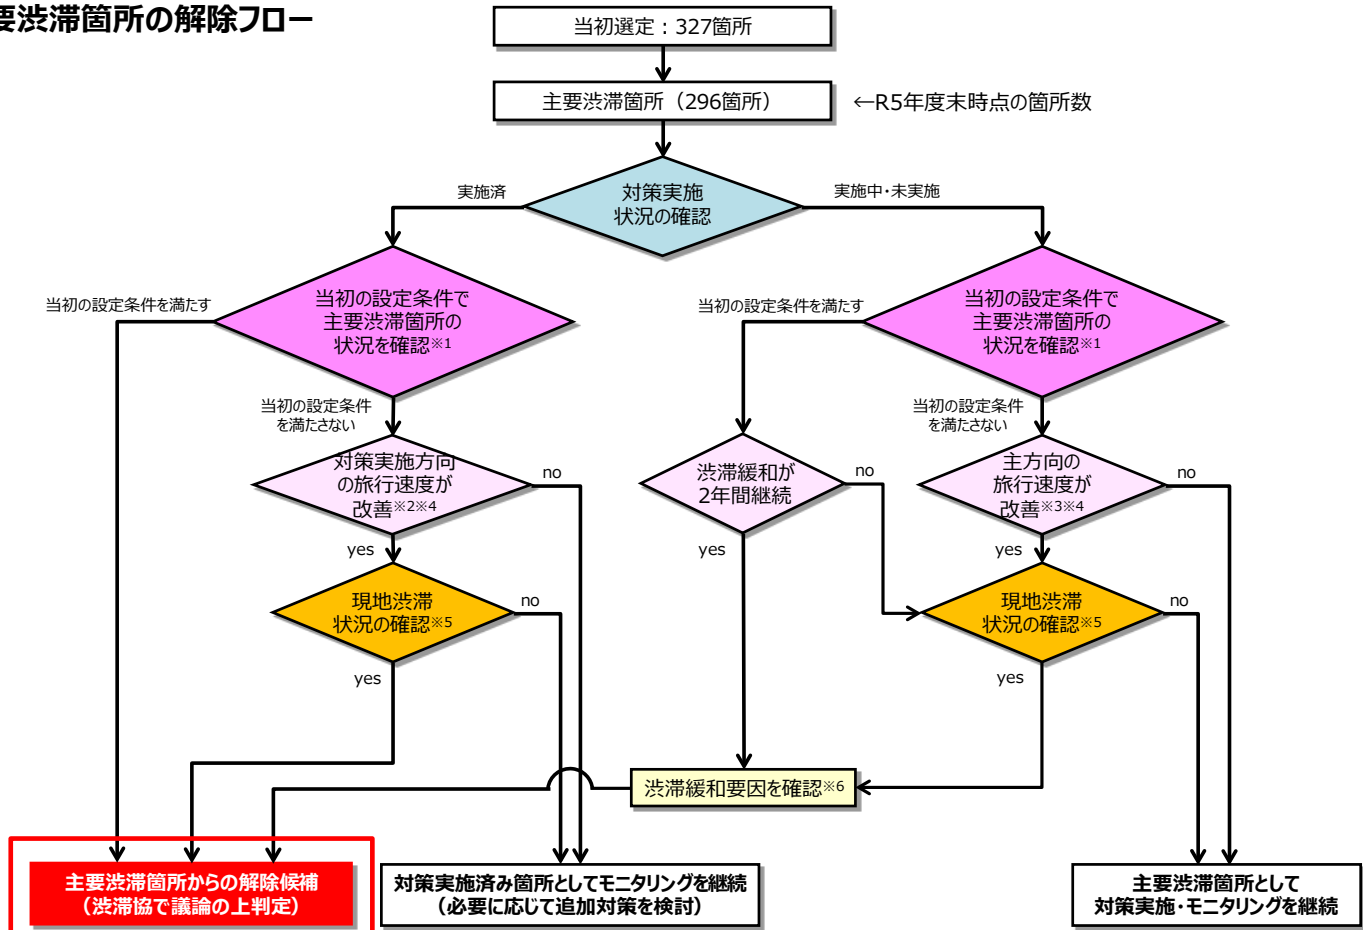 要渋滞箇所の解除フロー
当初選定：327箇所
主要渋滞箇所（296箇所）
←R5年度末時点の箇所数
対策実施
状況の確認
実施済
実施中・未実施
当初の設定条件で
主要渋滞箇所の
状況を確認※1
当初の設定条件を満たす
当初の設定条件
を満たさない
対策実施方向
の旅行速度が
改善※2※4
no
yes
現地渋滞
状況の確認※5
no
yes
当初の設定条件で
主要渋滞箇所の
状況を確認※1
当初の設定条件を満たす
当初の設定条件
を満たさない
渋滞緩和が
2年間継続
no
yes
主方向の
旅行速度が
改善※3※4
no
yes
現地渋滞
状況の確認※5
no
yes
渋滞緩和要因を確認※6
主要渋滞箇所からの解除候補
（渋滞協で議論の上判定）
対策実施済み箇所としてモニタリングを継続
（必要に応じて追加対策を検討）
主要渋滞箇所として
対策実施・モニタリングを継続